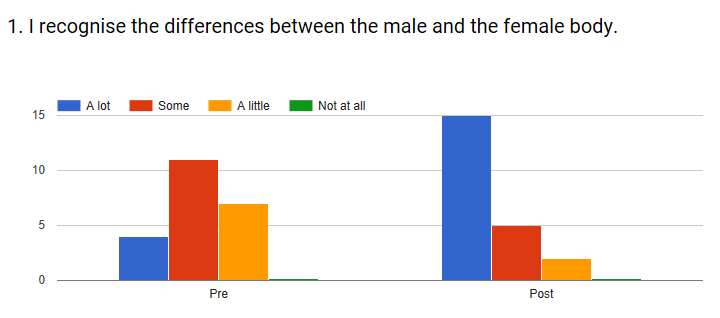 1. I recognise the differences between the male and the female body.
A lot Some A little Not at all
15
10
5
0
Pre Post